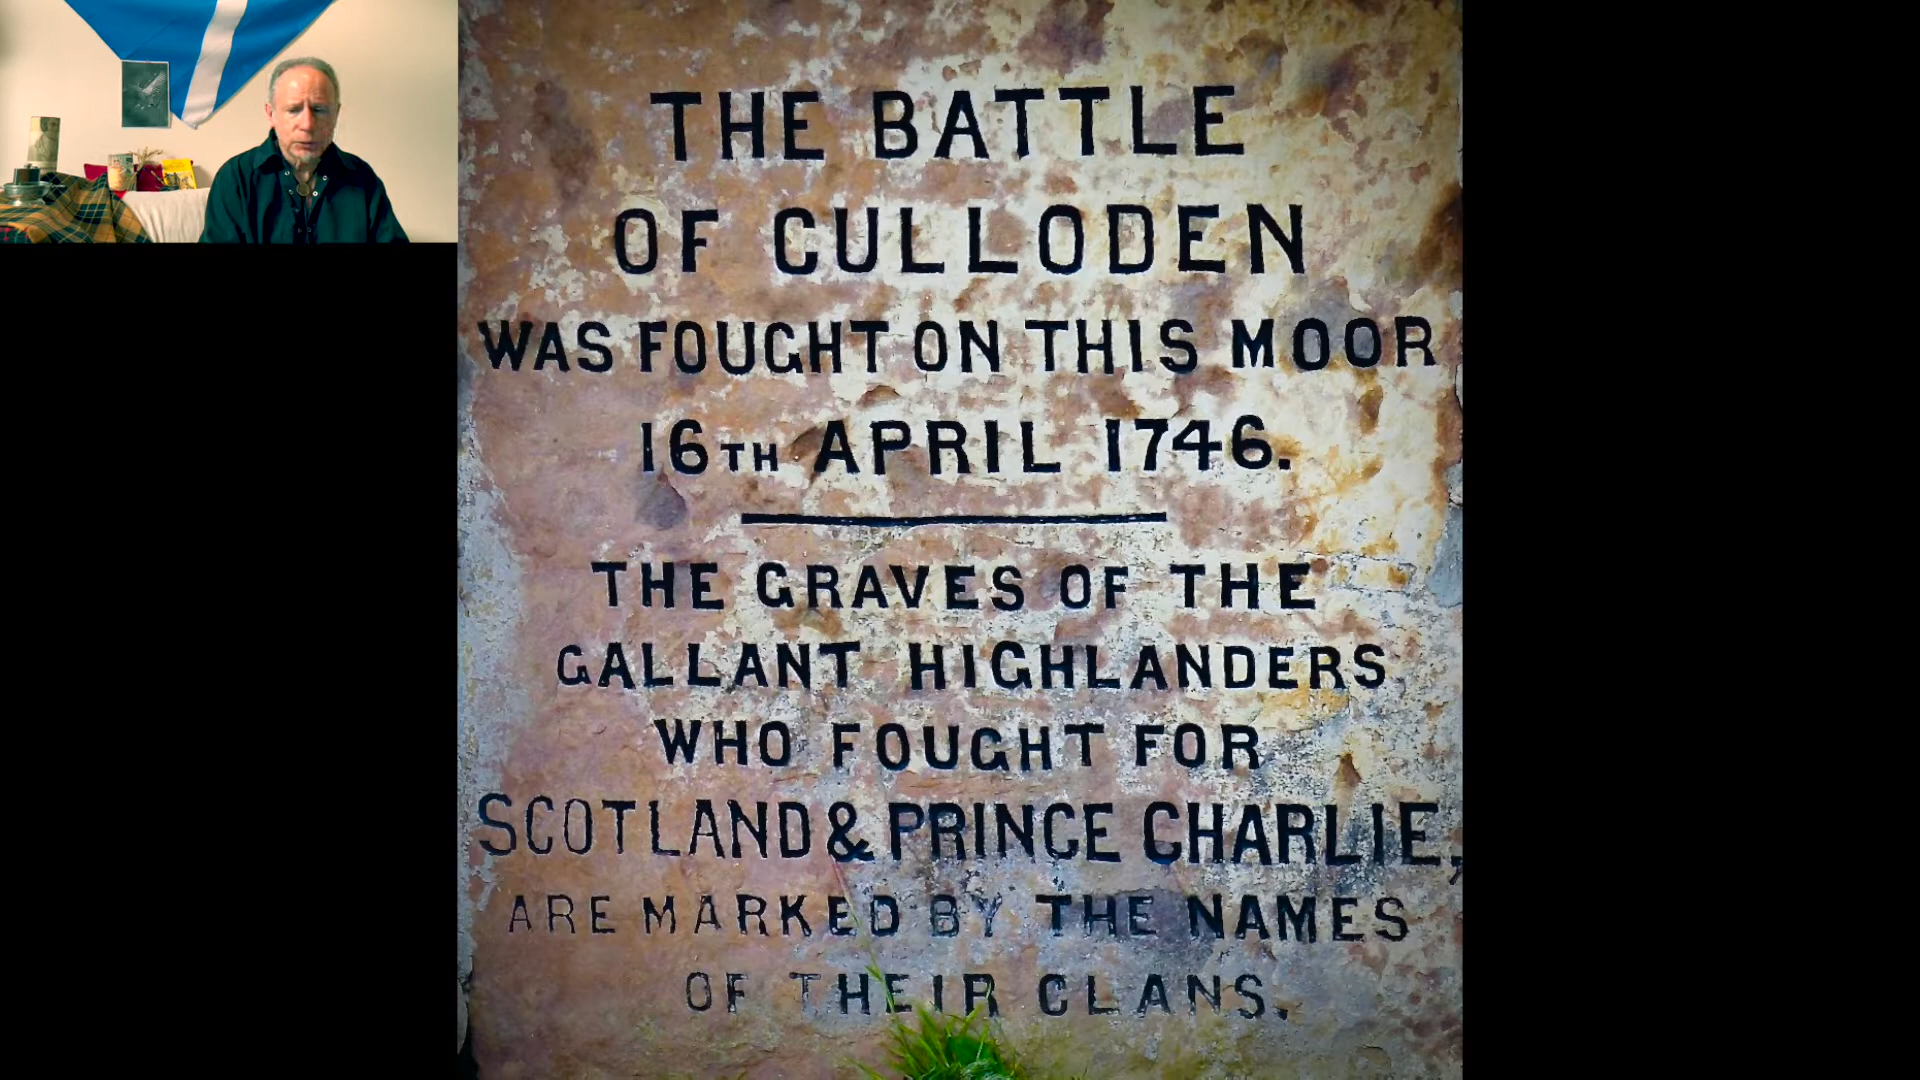 THE BATTLE
OF CULLODEN
WAS FOUGHT ON THIS MOOR
16TH APRIL 1746.
THE GRAVES OF THE
GALLANT HIGHLANDERS
WHO FOUGHT FOR
SCOTLAND & PRINCE CHARLIE,
ARE MARKED BY THE NAMES
OF THEIR CLANS.